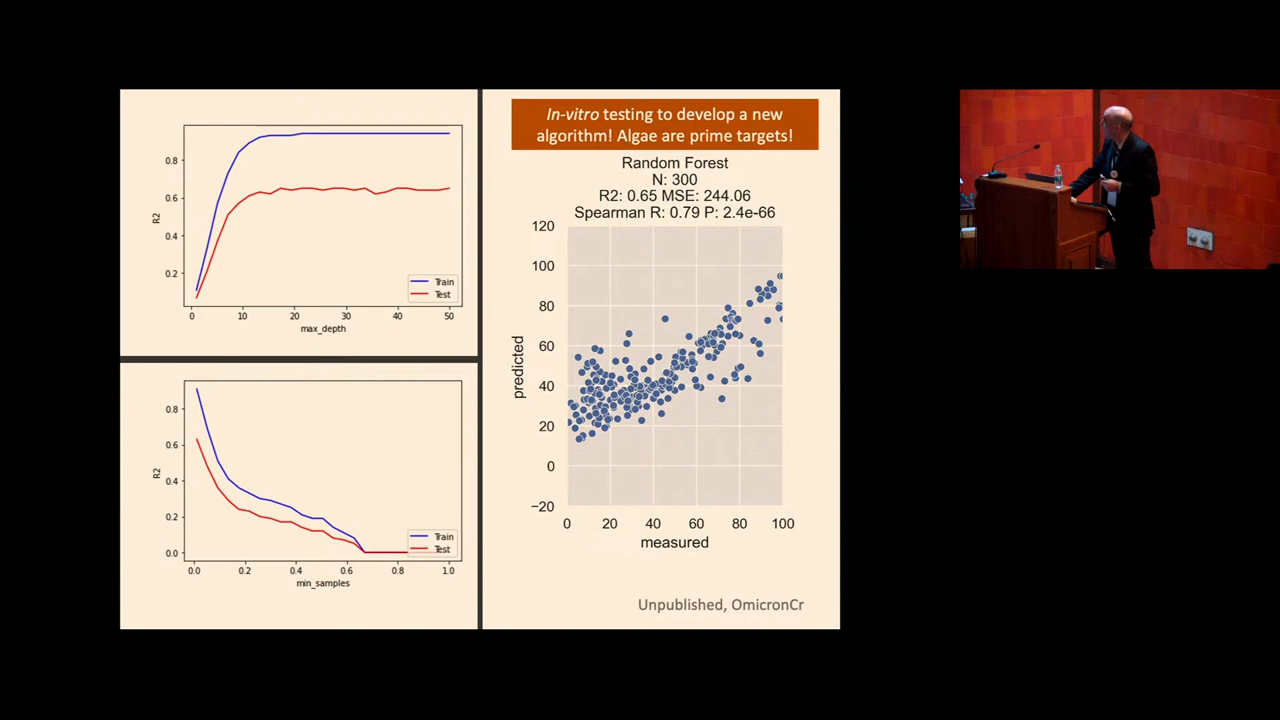 0.8
0.6
0.4
0.2
R2
0 10 20 30 40 50
max_depth
Train
Test
0.8
0.6
0.4
0.2
0.0
R2
0.0 0.2 0.4 0.6 0.8 1.0
min_samples
Train
Test
In-vitro testing to develop a new
algorithm! Algae are prime targets!
Random Forest
N: 300
R2: 0.65 MSE: 244.06
Spearman R: 0.79 P: 2.4e-66
120
100
80
60
40
20
0
−20
predicted
0 20 40 60 80 100
measured
Unpublished, OmicronCr